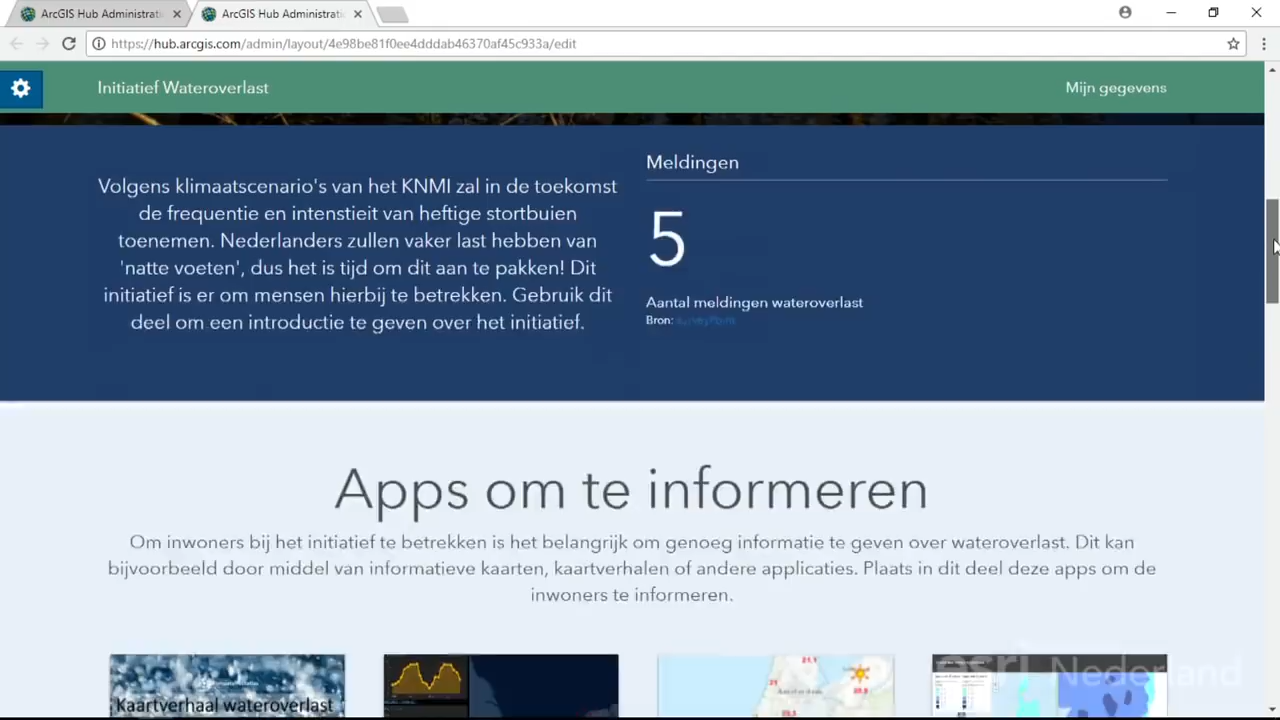 ArcGIS Hub Administrati
ArcGIS Hub Administrati
https://hub.arcgis.com/admin/layout/4e98be81f0ee4dddab46370af45c933a/edit
Initiatief Wateroverlast
Mijn gegevens
Volgens klimaatscenario's van het KNMI zal in de toekomst
de frequentie en intenstieit van heftige stortbuien
toenemen. Nederlanders zullen vaker last hebben van
'natte voeten', dus het is tijd om dit aan te pakken! Dit
initiatief is er om mensen hierbij te betrekken. Gebruik dit
deel om een introductie te geven over het initiatief.
Meldingen
5
Aantal meldingen wateroverlast
Bron:
Apps om te informeren
Om inwoners bij het initiatief te betrekken is het belangrijk om genoeg informatie te geven over wateroverlast. Dit kan
bijvoorbeeld door middel van informatieve kaarten, kaartverhalen of andere applicaties. Plaats in dit deel deze apps om de
inwoners te informeren.
Kaartverhaal wateroverlast
esri Nederland